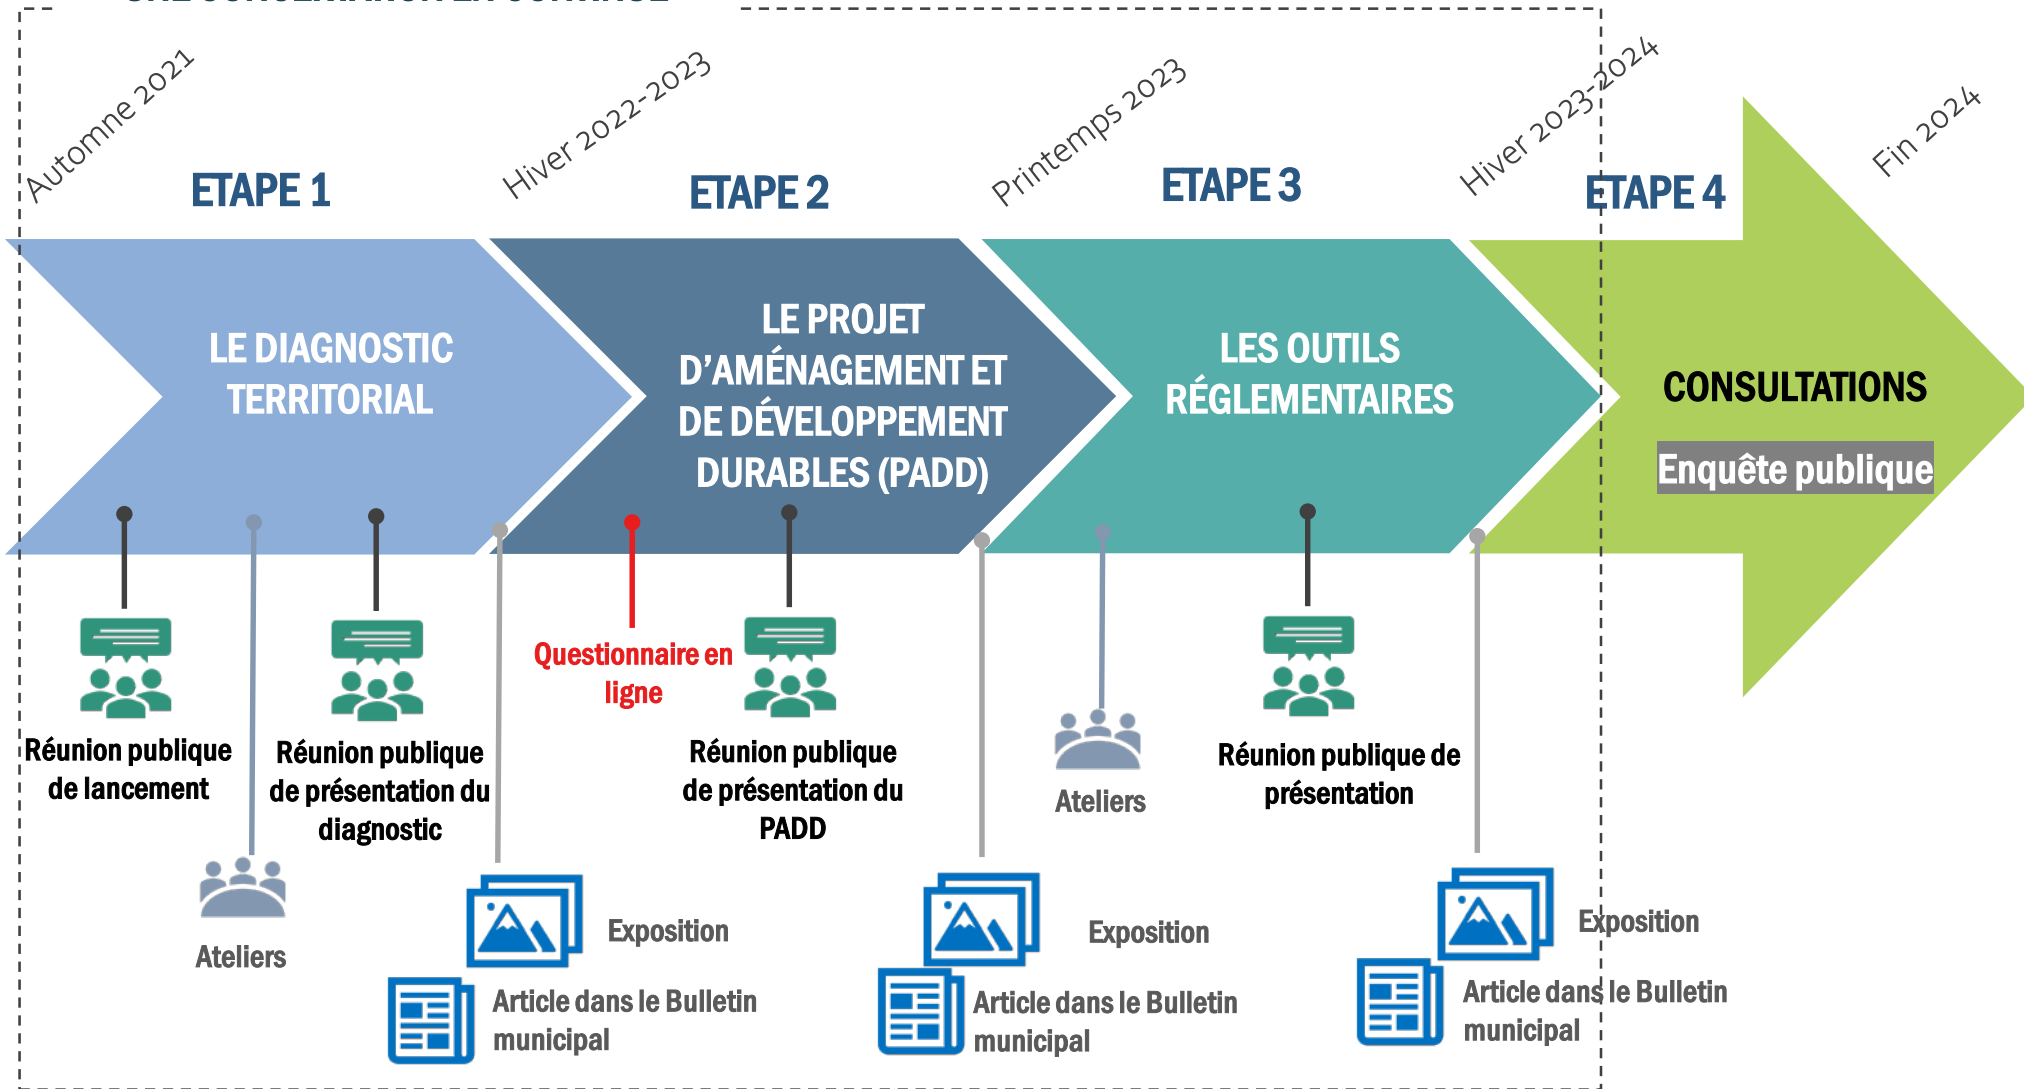 UNE CONCERTATION EN CONTINUE
Automne 2021
Hiver 2022-2023
Printemps 2023
Hiver 2023-2024
Fin 2024
ETAPE 1
ETAPE 2
ETAPE 3
ETAPE 4
LE DIAGNOSTIC
TERRITORIAL
LE PROJET
D’AMÉNAGEMENT ET
DE DÉVELOPPEMENT
DURABLES (PADD)
LES OUTILS
RÉGLEMENTAIRES
CONSULTATIONS
Enquête publique
Réunion publique
de lancement
Ateliers
Réunion publique
de présentation du
diagnostic
Exposition
Article dans le Bulletin
municipal
Questionnaire en
ligne
Réunion publique
de présentation du
PADD
Exposition
Article dans le Bulletin
municipal
Ateliers
Réunion publique de
présentation
Exposition
Article dans le Bulletin
municipal